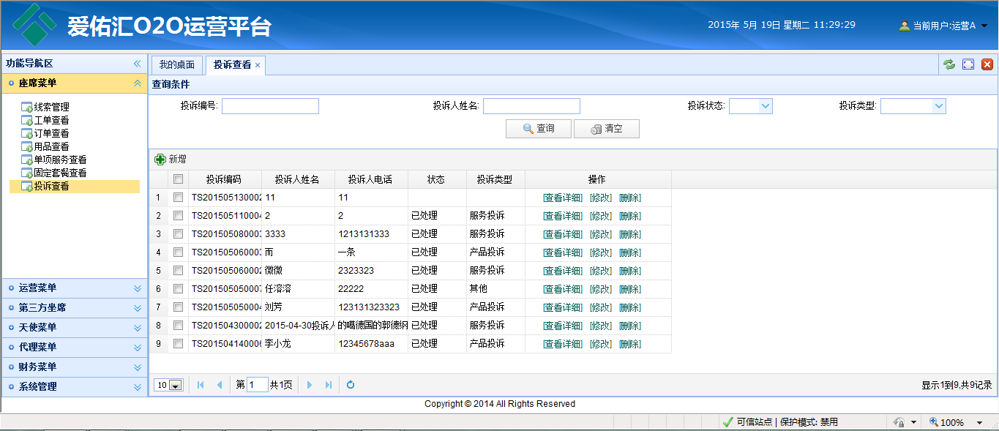 爱佑汇O2O运营平台
2015年 5月 19日 星期二 11:29:29 当前用户:运营A
功能导航区
我的桌面 投诉查看
座席菜单
线索管理
工单查看
订单查看
用品查看
单项服务查看
固定套餐查看
投诉查看
运营菜单
第三方坐席
天使菜单
代理菜单
财务菜单
系统管理
查询条件
投诉编号: 投诉人姓名: 投诉状态: 投诉类型:
查询 清空
新增
投诉编码 投诉人姓名 投诉人电话 状态 投诉类型 操作
1 TS201505130002 11 11 [查看详细] [修改] [删除]
2 TS201505110004 2 2 已处理 服务投诉 [查看详细] [修改] [删除]
3 TS201505080003 3333 1213131333 已处理 服务投诉 [查看详细] [修改] [删除]
4 TS201505060003 而 一条 已处理 产品投诉 [查看详细] [修改] [删除]
5 TS201505060002 微微 2323323 已处理 服务投诉 [查看详细] [修改] [删除]
6 TS201505050007 任溶溶 22222 已处理 其他 [查看详细] [修改] [删除]
7 TS201505050004 刘芳 123131323323 已处理 产品投诉 [查看详细] [修改] [删除]
8 TS201504300002 2015-04-30投诉人 的噶德国的郭德纲 已处理 服务投诉 [查看详细] [修改] [删除]
9 TS201504140006 李小龙 12345678aaa 已处理 产品投诉 [查看详细] [修改] [删除]
10 第 1 共1页 显示1到9,共9记录
Copyright © 2014 All Rights Reserved
可信站点 | 保护模式: 禁用 100%